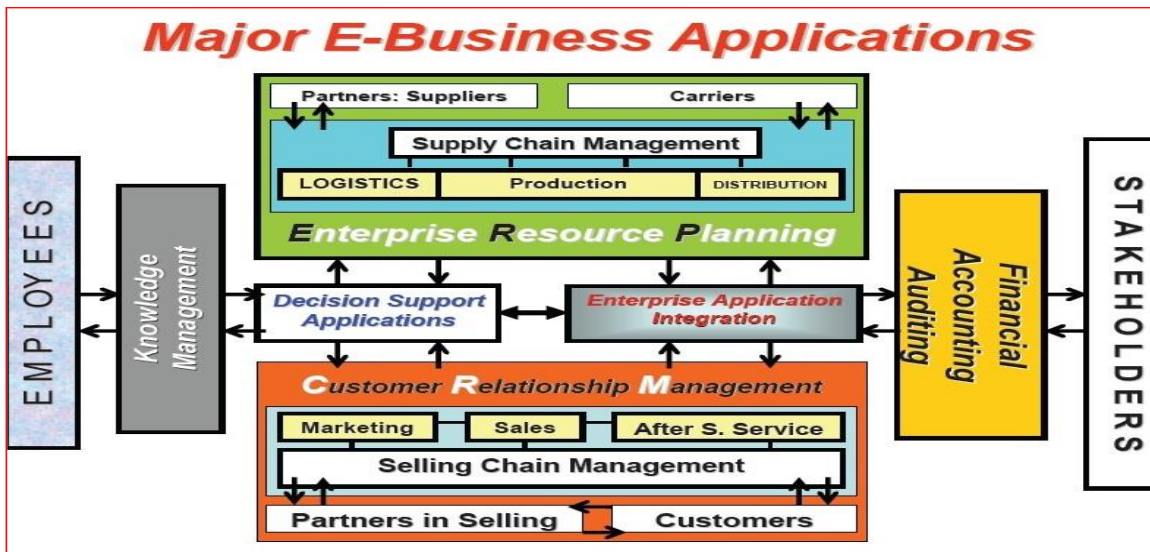 Major E-Business Applications
Partners: Suppliers
Carriers
Supply Chain Management
LOGISTICS
Production
DISTRIBUTION
Enterprise Resource Planning
EMPLOYEES
Knowledge
Management
Decision Support
Applications
Enterprise Application
Integration
Financial
Accounting
Auditing
STAKEHOLDERS
Customer Relationship Management
Marketing
Sales
After S. Service
Selling Chain Management
Partners in Selling
Customers